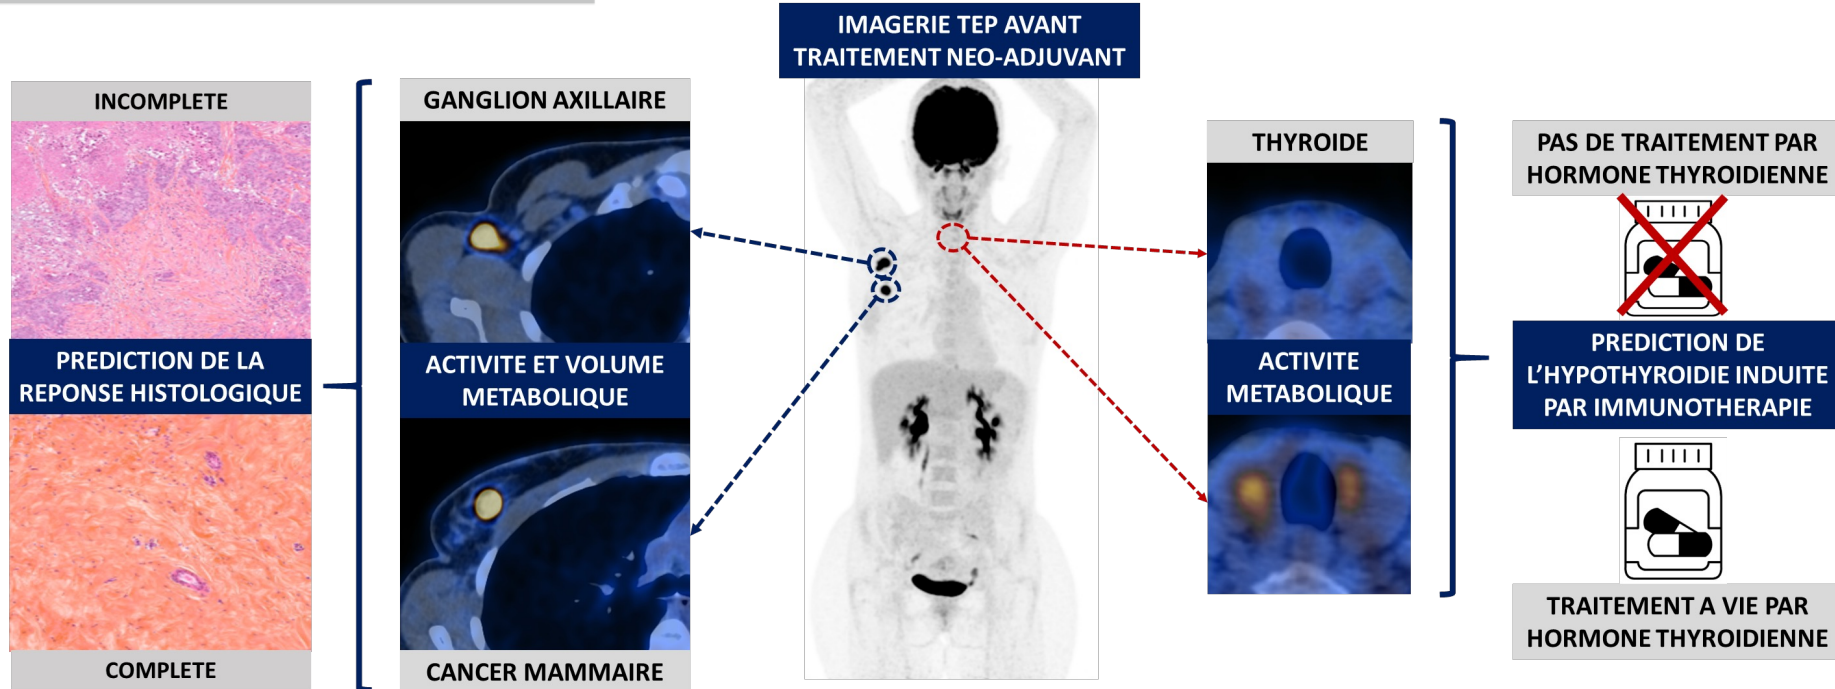 IMAGERIE TEP AVANT
TRAITEMENT NEO-ADJUVANT
INCOMPLETE
PREDICTION DE LA
REPONSE HISTOLOGIQUE
COMPLETE
GANGLION AXILLAIRE
ACTIVITE ET VOLUME
METABOLIQUE
CANCER MAMMAIRE
THYROIDE
ACTIVITE
METABOLIQUE
PAS DE TRAITEMENT PAR
HORMONE THYROIDIENNE
PREDICTION DE
L'HYPOTHYROIDIE INDUITE
PAR IMMUNOTHERAPIE
TRAITEMENT A VIE PAR
HORMONE THYROIDIENNE